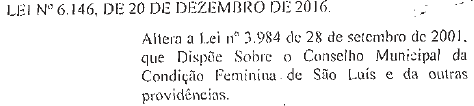 LEI Nº 6.146, DE 20 DE DEZEMBRO DE 2016.
Altera a Lei nº 3.984 de 28 de setembro de 2001,
que Dispõe Sobre o Conselho Municipal da
Condição Feminina de São Luís e da outras
providências.